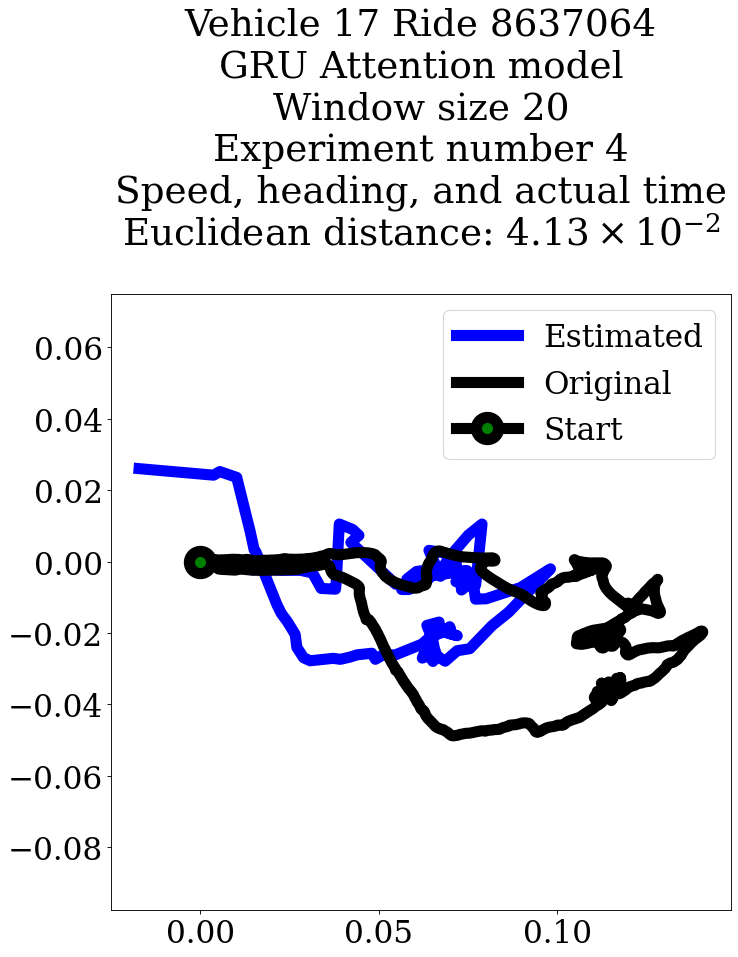 Vehicle 17 Ride 8637064
GRU Attention model
Window size 20
Experiment number 4
Speed, heading, and actual time
Euclidean distance: 4.13 × 10⁻²
Estimated
Original
Start
0.06
0.04
0.02
0.00
−0.02
−0.04
−0.06
−0.08
0.00 0.05 0.10